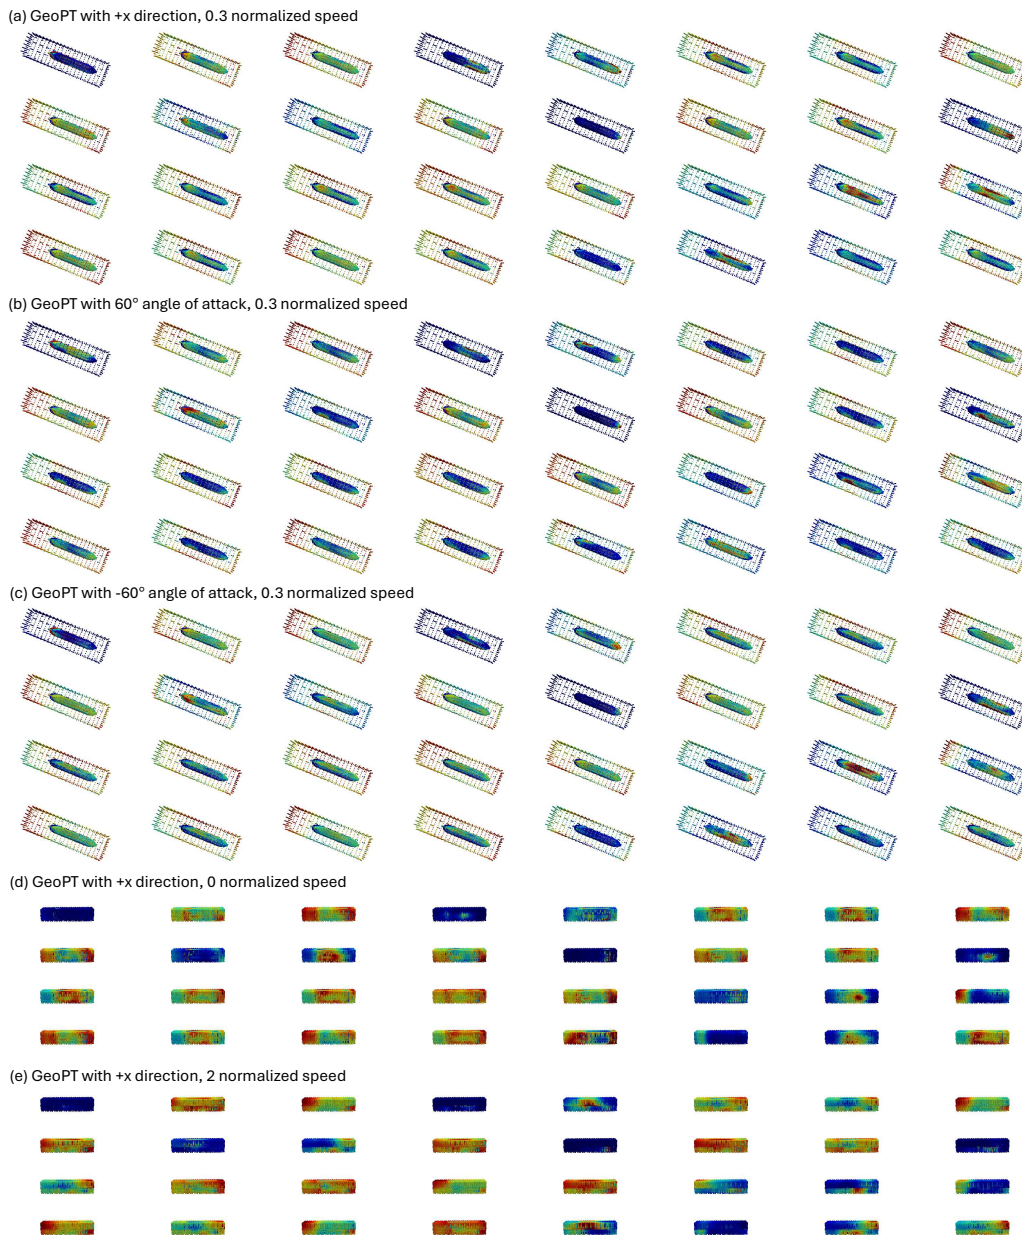 (a) GeoPT with +x direction, 0.3 normalized speed
(b) GeoPT with 60° angle of attack, 0.3 normalized speed
(c) GeoPT with -60° angle of attack, 0.3 normalized speed
(d) GeoPT with +x direction, 0 normalized speed
(e) GeoPT with +x direction, 2 normalized speed